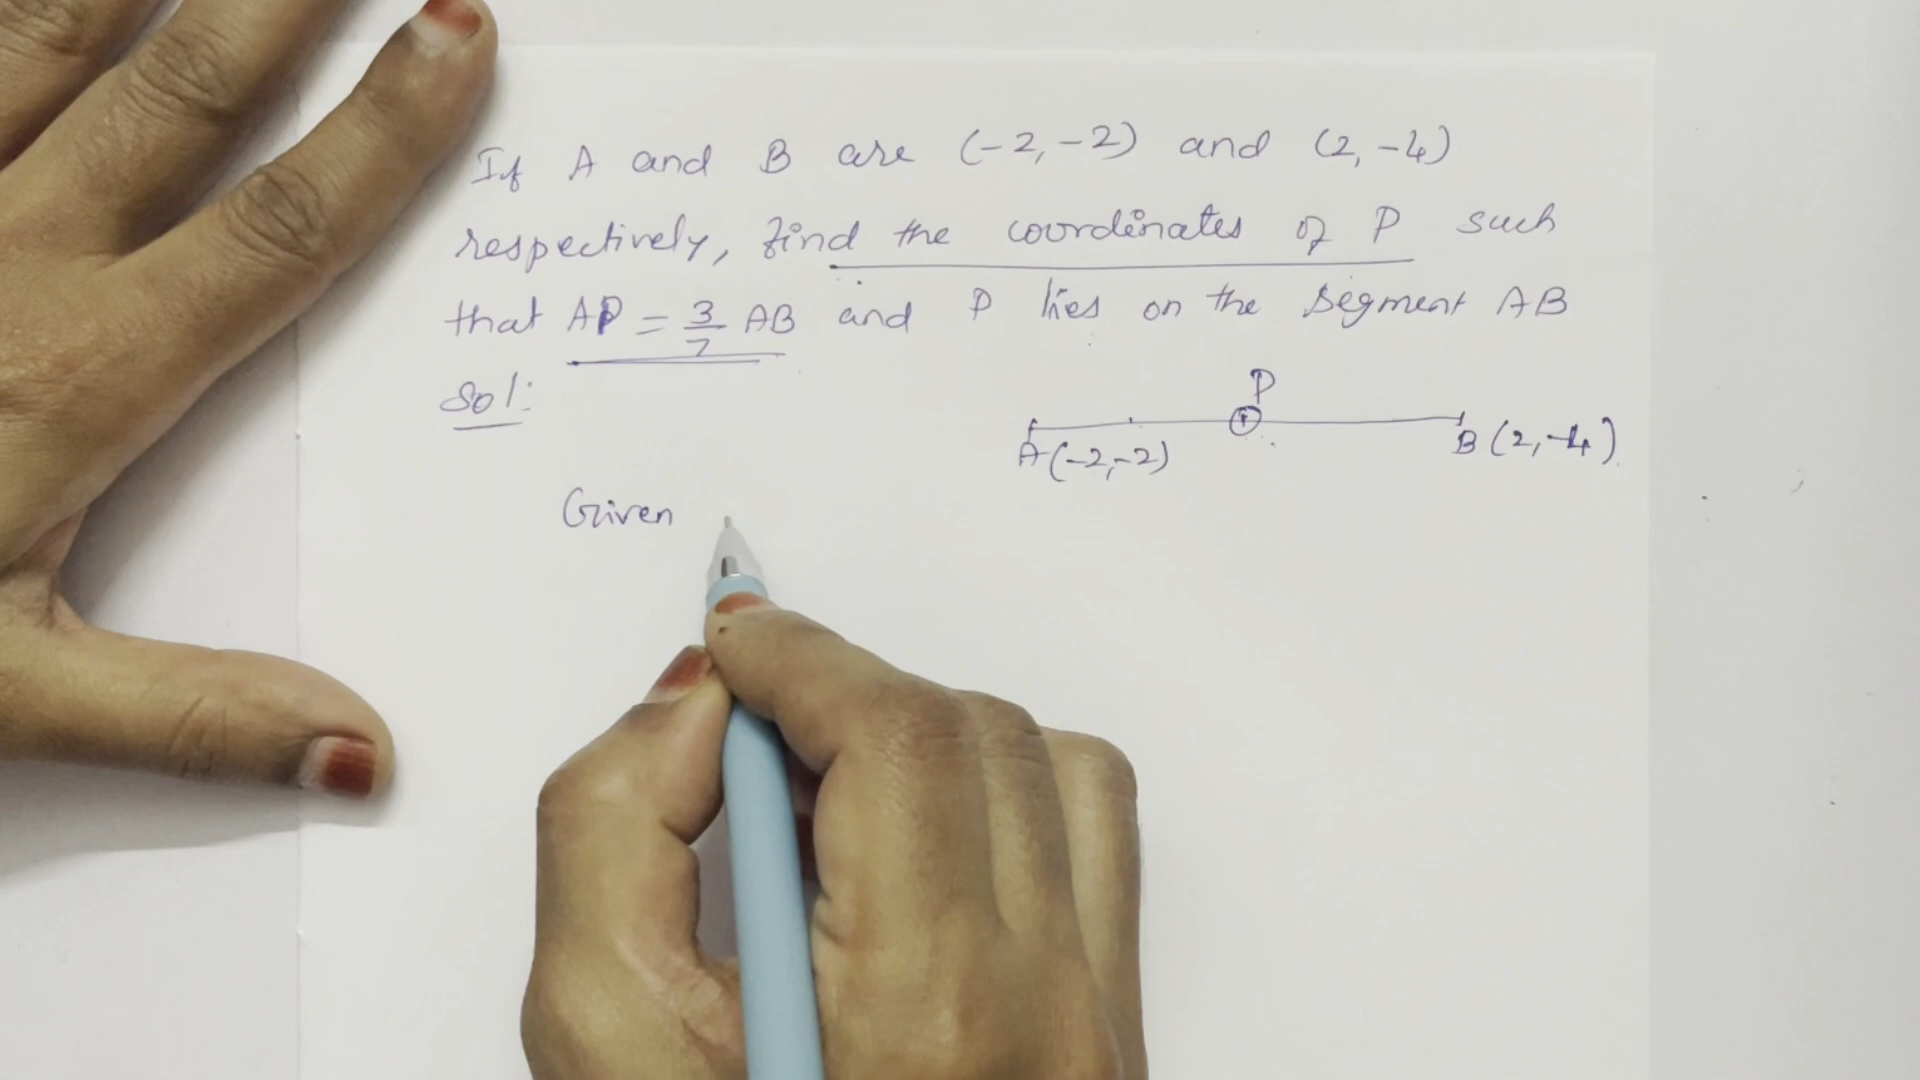 If A and B are (-2,-2) and (2,-4)
respectively, find the coordinates of P such
that AP = 3/7 AB and P lies on the segment AB
Sol:
P
A(-2,-2)
B(2,-4)
Given